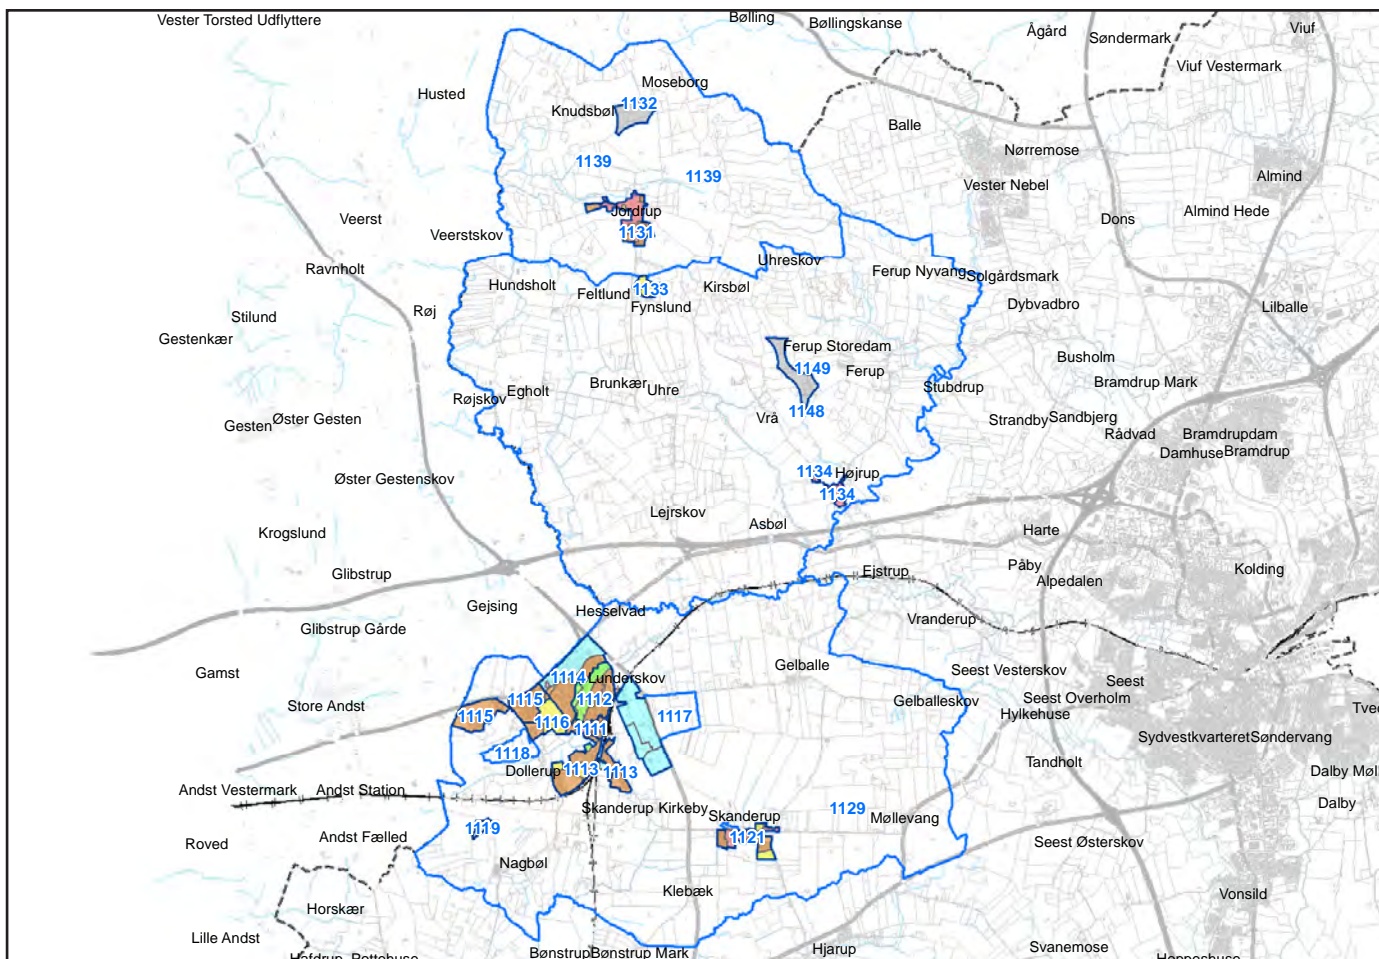 Vester Torsted Udflyttere
Bølling
Bøllingskanse
Ågård
Søndermark
Viuf
Viuf Vestermark
Husted
Moseborg
Knudsbøl
1132
Balle
Nørremose
1139
1139
Vester Nebel
Almind
Veerst
Jordrup
Dons
Almind Hede
Veerstskov
1131
Ravnholt
Uhreskov
Ferup Nyvang
Solgårdsmark
Hundsholt
Feltlund
1133
Kirsbøl
Fynslund
Dybvadbro
Lilballe
Røj
Stilund
Gestenkær
Ferup Storedam
Busholm
1149
Ferup
Bramdrup Mark
Egholt
Brunkær
Uhre
Stubdrup
Røjskov
1148
Vrå
Strandby
Sandbjerg
Gesten
Øster Gesten
Rådvad
Bramdrupdam
Damhuse
Bramdrup
Øster Gestenskov
1134
Højrup
1134
Lejrskov
Asbøl
Krogslund
Harte
Glibstrup
Ejstrup
Påby
Alpedalen
Kolding
Gejsing
Hesselvad
Vranderup
Glibstrup Gårde
Gamst
Gelballe
Seest Vesterskov
1114
Lunderskov
Seest
Store Andst
1115
1112
Gelballeskov
Seest Overholm
1115
1116
1111
1117
Hylkehuse
Tved
Sydvestkvarteret
Søndervang
1118
Dollerup
1113
1113
Tandholt
Dalby Møl
Andst Vestermark
Andst Station
Dalby
Skanderup Kirkeby
Skanderup
1129
Møllevang
1119
1121
Roved
Andst Fælled
Seest Østerskov
Nagbøl
Klebæk
Vonsild
Horskær
Lille Andst
Hjarup
Svanemose
Bønstrup
Bønstrup Mark